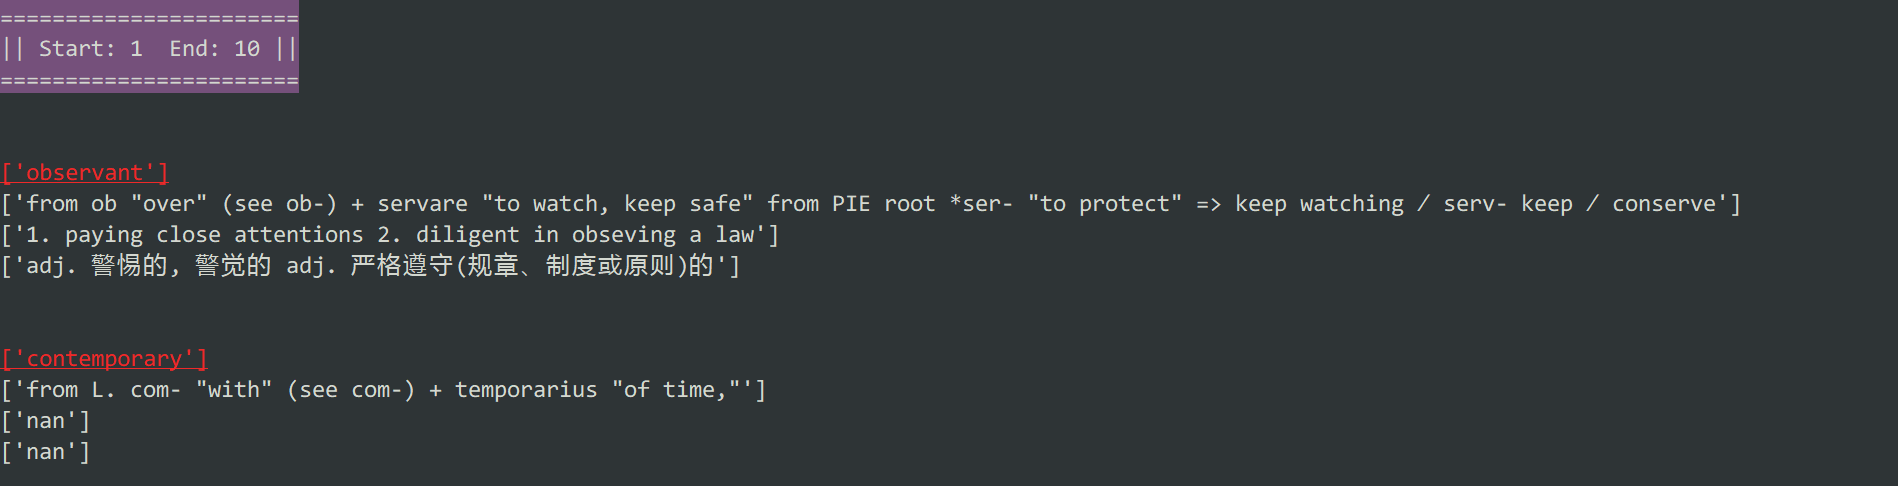 =======================
|| Start: 1  End: 10 ||
=======================
['observant']
['from ob "over" (see ob-) + servare "to watch, keep safe" from PIE root *ser- "to protect" => keep watching / serv- keep / conserve']
['1. paying close attentions 2. diligent in obseving a law']
['adj. 警惕的, 警觉的 adj. 严格遵守(规章、制度或原则)的']
['contemporary']
['from L. com- "with" (see com-) + temporarius "of time,"']
['nan']
['nan']